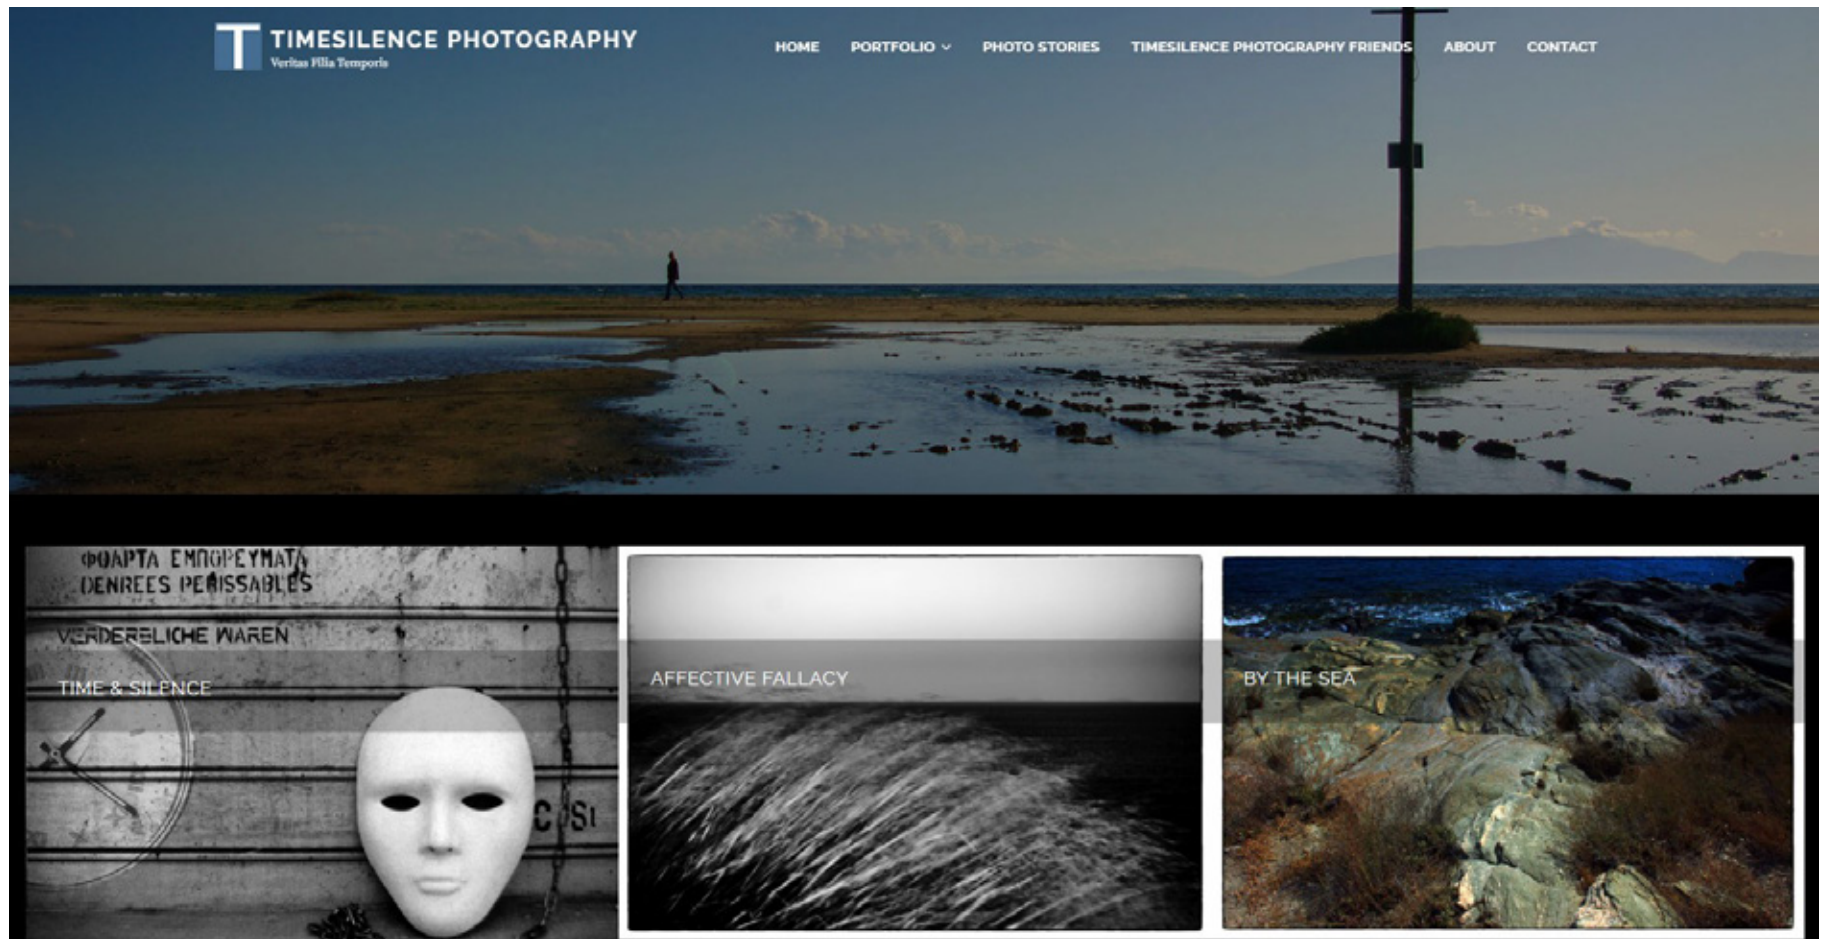 T TIMESILENCE PHOTOGRAPHY
Veritas Filia Temporis
HOME PORTFOLIO PHOTO STORIES TIMESILENCE PHOTOGRAPHY FRIENDS ABOUT CONTACT
ΦΘΑΡΤΑ ΕΜΠΟΡΕΥΜΑΤΑ
DENREES PERISSABLES
VERDERELICHE WAREN
TIME & SILENCE
AFFECTIVE FALLACY
BY THE SEA